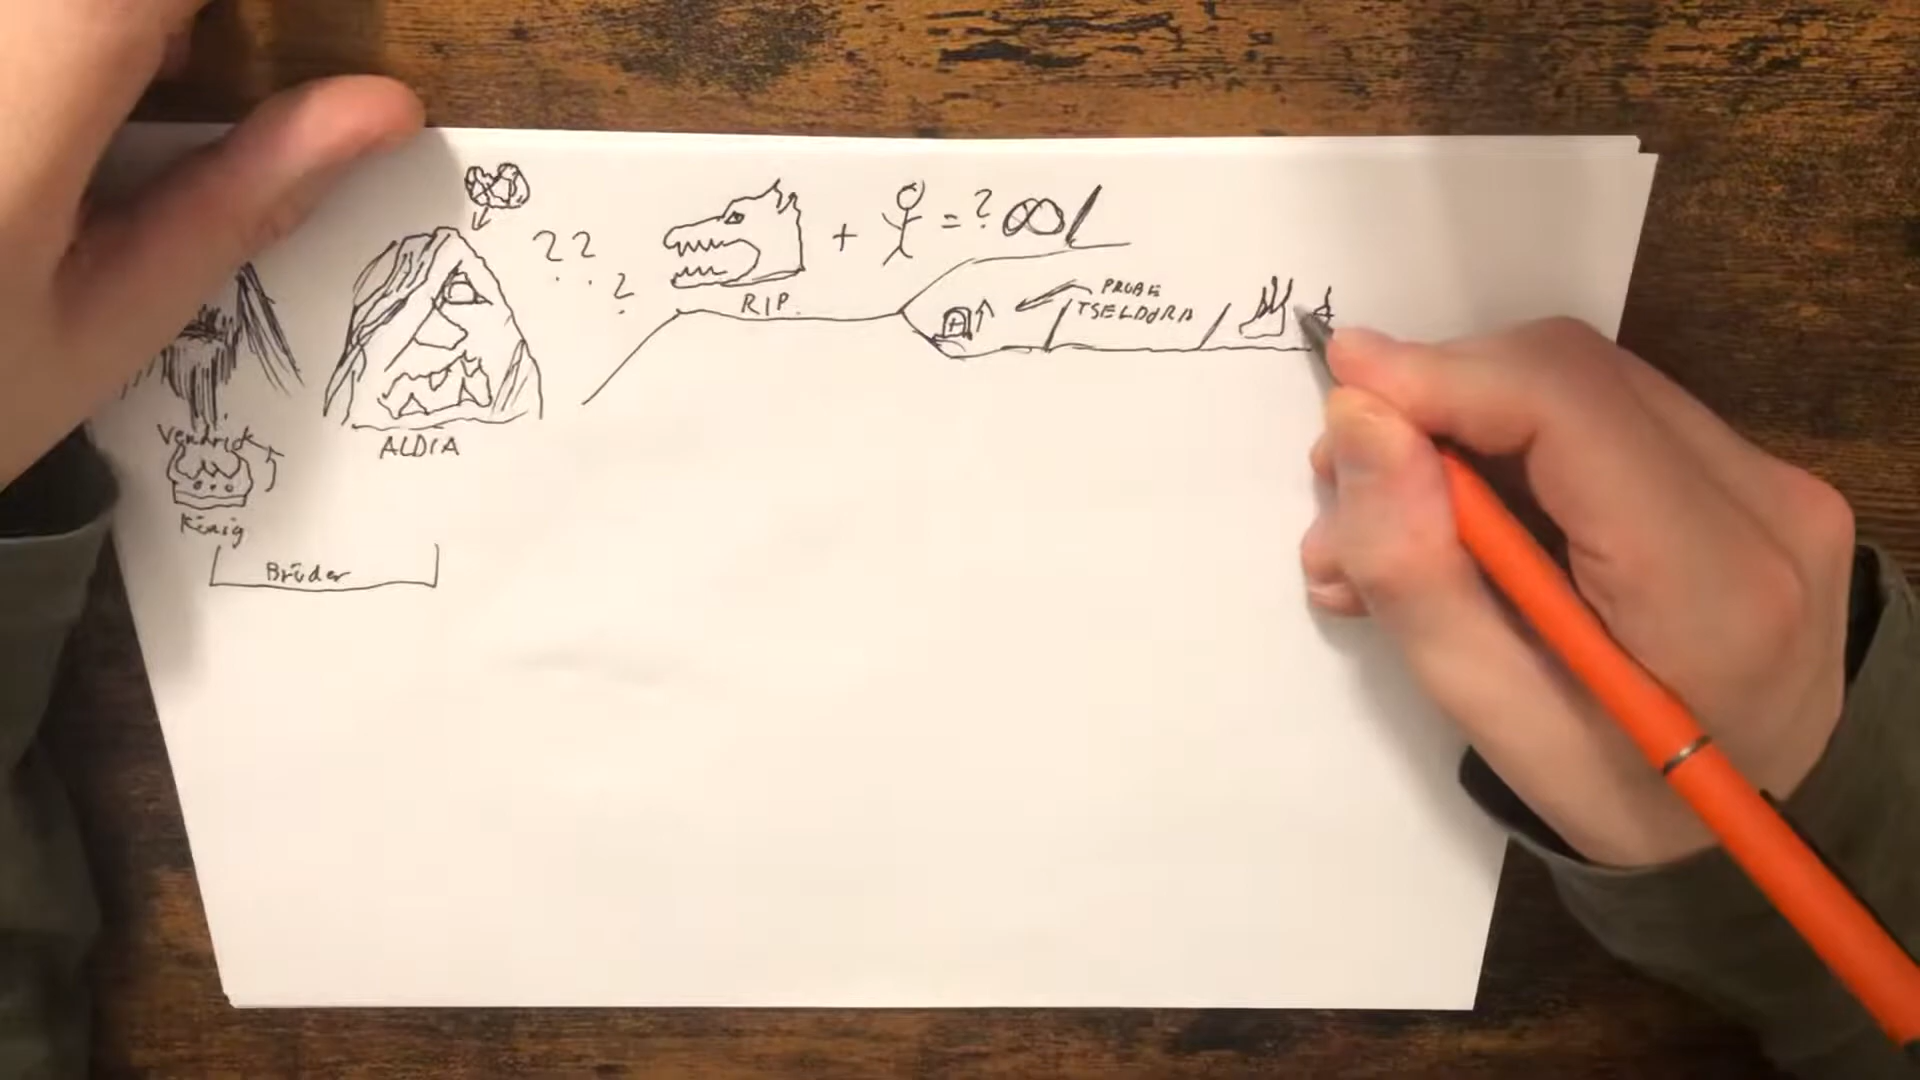 ? ?
?
+ = ? ∞
RIP.
PROBE
TSELDORA
Vendrick
ALDIA
König
Brüder